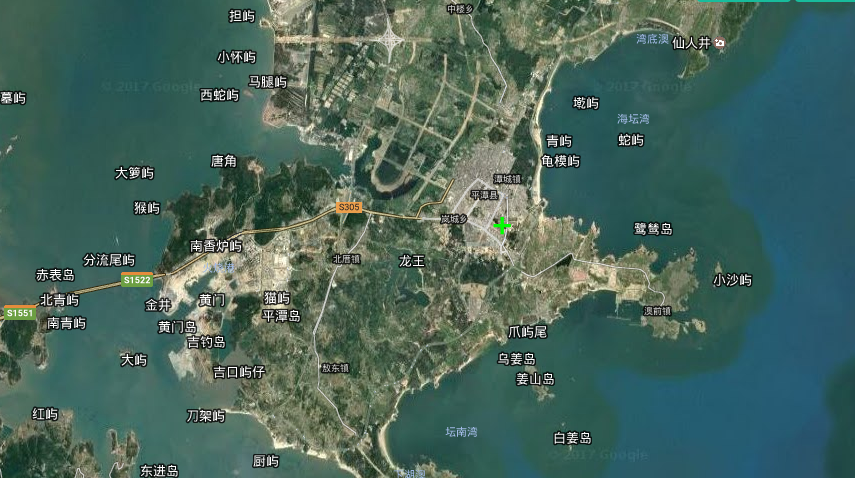 中楼乡
担屿
湾底澳
仙人井
小怀屿
马腿屿
© 2017 Google
© 2017 Google
西蛇屿
墓屿
墘屿
海坛湾
青屿
蛇屿
唐角
龟模屿
大箩屿
潭城镇
平潭县
猴屿
S305
岚城乡
鹭鸶岛
南香炉屿
分流尾屿
北厝镇
龙王
赤表岛
S1522
小沙屿
北青屿
金井
黄门
猫屿
S1551
平潭岛
澳前镇
南青屿
黄门岛
爪屿尾
吉钓岛
大屿
乌姜屿
吉口屿仔
敖东镇
姜山岛
红屿
刀架屿
坛南湾
白姜岛
© 2017 Google
厨屿
东进岛